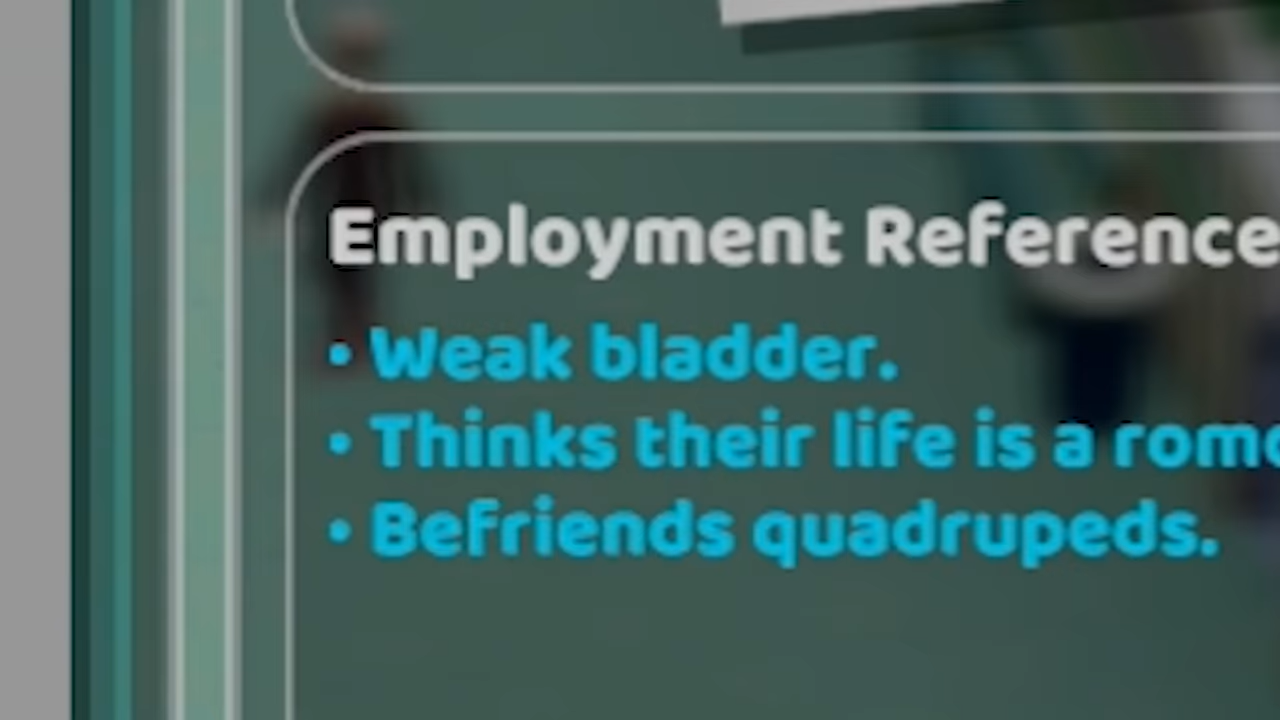 Employment Reference
• Weak bladder.
• Thinks their life is a
• Befriends quadrupeds.